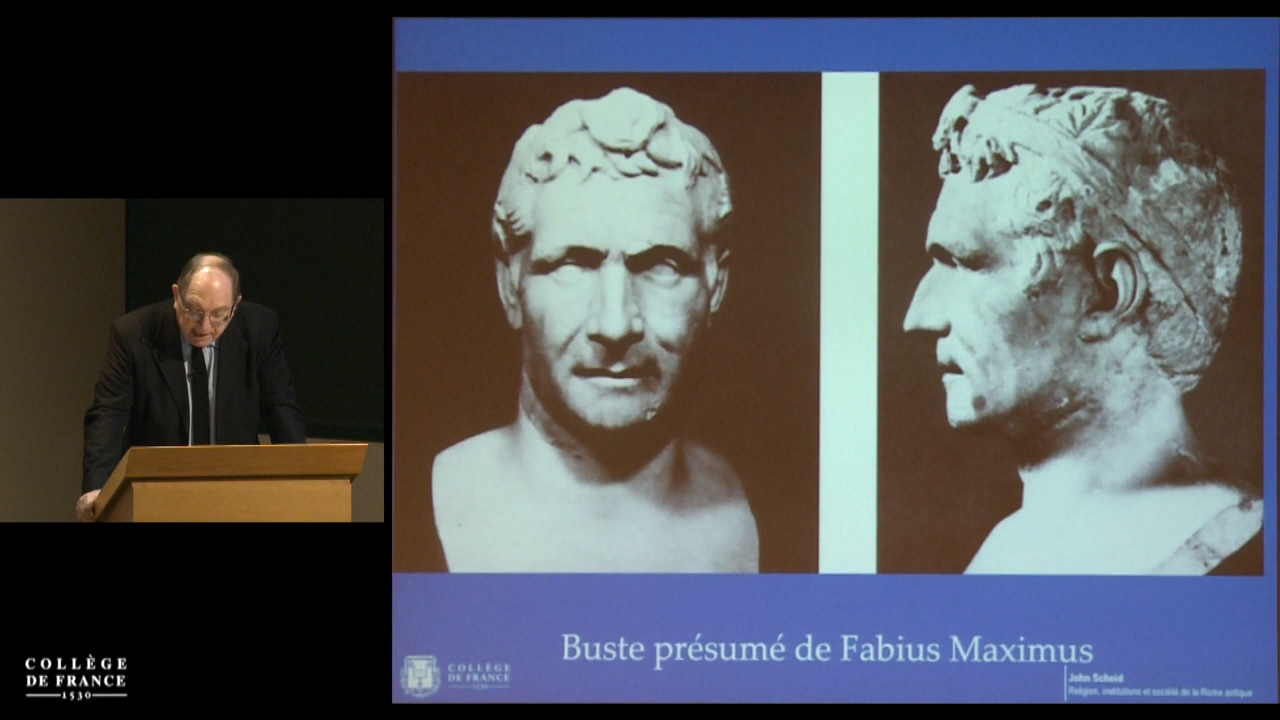 COLLÈGE
DE FRANCE
1530
Buste présumé de Fabius Maximus
COLLÈGE
DE FRANCE
1530
John Scheid
Religion, institutions et société de la Rome antique